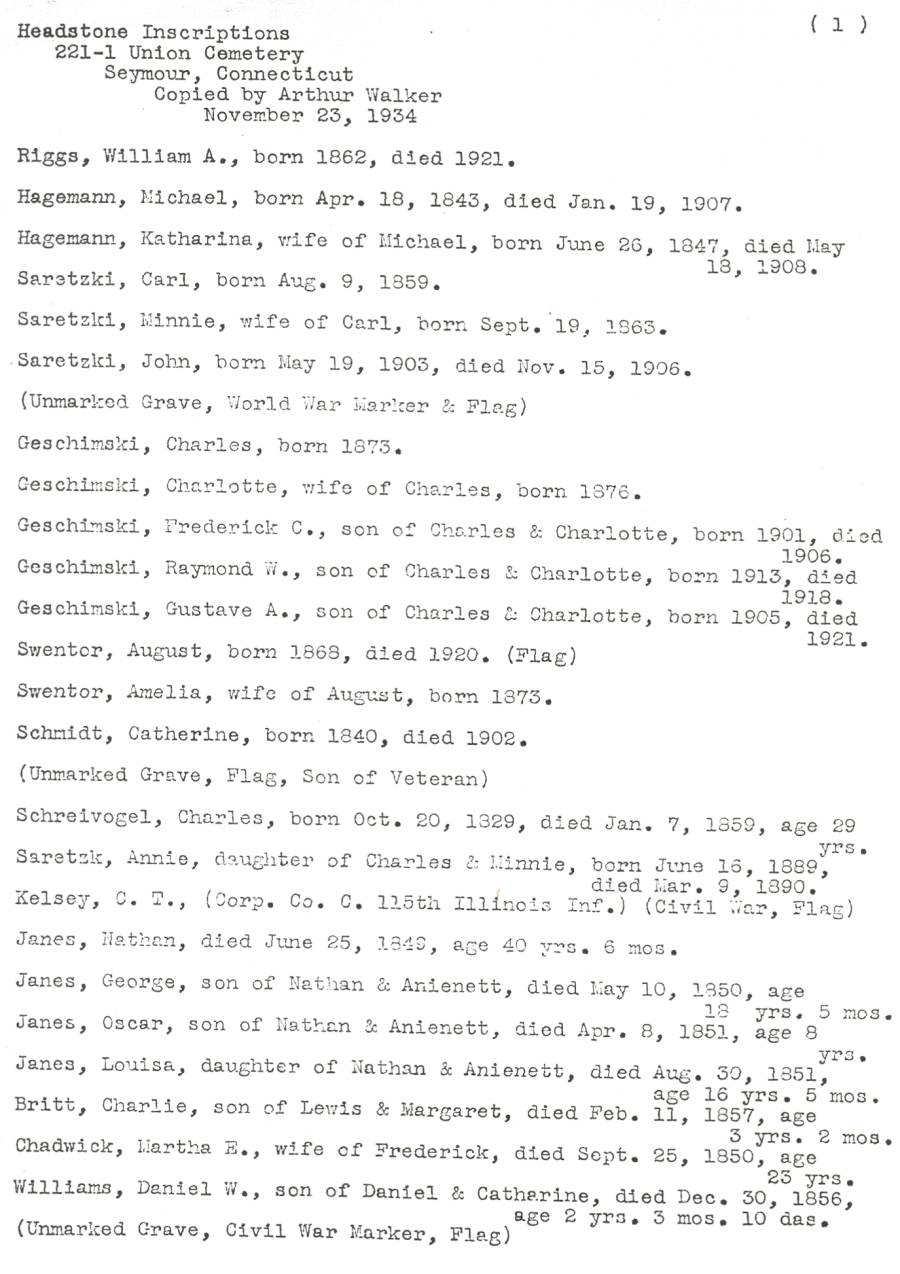 ( 1 )
Headstone Inscriptions
221-1 Union Cemetery
Seymour, Connecticut
Copied by Arthur Walker
November 23, 1934
Riggs, William A., born 1862, died 1921.
Hagemann, Michael, born Apr. 18, 1843, died Jan. 19, 1907.
Hagemann, Katharina, wife of Michael, born June 26, 1847, died May
18, 1908.
Saretzki, Carl, born Aug. 9, 1859.
Saretzki, Minnie, wife of Carl, born Sept. 19, 1863.
Saretzki, John, born May 19, 1903, died Nov. 15, 1906.
(Unmarked Grave, World War Marker & Flag)
Geschimski, Charles, born 1873.
Geschimski, Charlotte, wife of Charles, born 1876.
Geschimski, Frederick C., son of Charles & Charlotte, born 1901, died
1906.
Geschimski, Raymond W., son of Charles & Charlotte, born 1913, died
1918.
Geschimski, Gustave A., son of Charles & Charlotte, born 1905, died
1921.
Swentor, August, born 1868, died 1920. (Flag)
Swentor, Amelia, wife of August, born 1873.
Schmidt, Catherine, born 1840, died 1902.
(Unmarked Grave, Flag, Son of Veteran)
Schreivogel, Charles, born Oct. 20, 1829, died Jan. 7, 1859, age 29
yrs.
Saretzk, Annie, daughter of Charles & Minnie, born June 16, 1889,
died Mar. 9, 1890.
Kelsey, C. T., (Corp. Co. C. 115th Illinois Inf.) (Civil War, Flag)
Janes, Nathan, died June 25, 1849, age 40 yrs. 6 mos.
Janes, George, son of Nathan & Anienett, died May 10, 1850, age
18 yrs. 5 mos.
Janes, Oscar, son of Nathan & Anienett, died Apr. 8, 1851, age 8
yrs.
Janes, Louisa, daughter of Nathan & Anienett, died Aug. 30, 1851,
age 16 yrs. 5 mos.
Britt, Charlie, son of Lewis & Margaret, died Feb. 11, 1857, age
3 yrs. 2 mos.
Chadwick, Martha E., wife of Frederick, died Sept. 25, 1850, age
23 yrs.
Williams, Daniel W., son of Daniel & Catharine, died Dec. 30, 1856,
age 2 yrs. 3 mos. 10 das.
(Unmarked Grave, Civil War Marker, Flag)